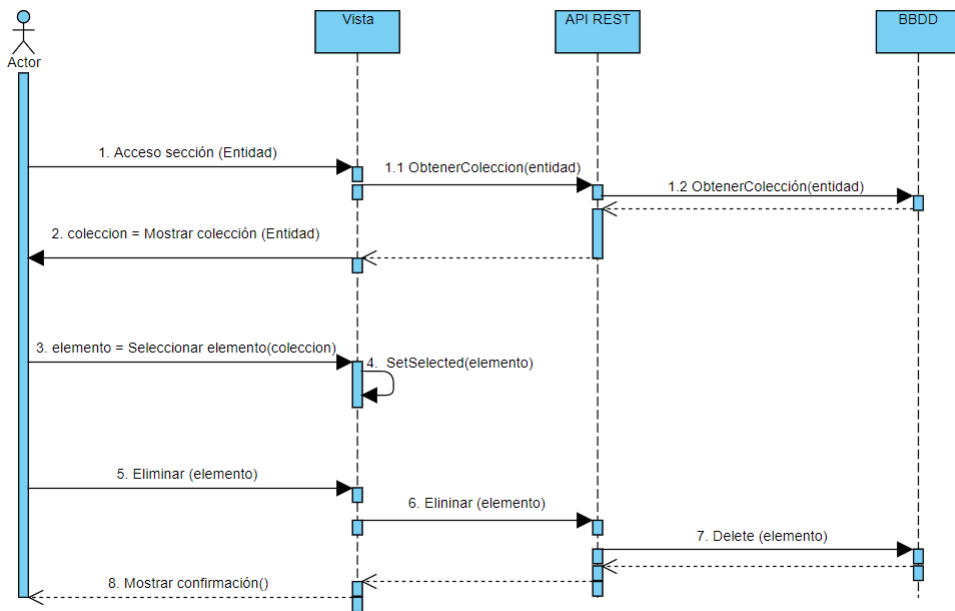 Vista
API REST
BBDD
Actor
1. Acceso sección (Entidad)
1.1 ObtenerColeccion(entidad)
1.2 ObtenerColección(entidad)
2. coleccion = Mostrar colección (Entidad)
3. elemento = Seleccionar elemento(coleccion)
4. SetSelected(elemento)
5. Eliminar (elemento)
6. Elininar (elemento)
7. Delete (elemento)
8. Mostrar confirmación()